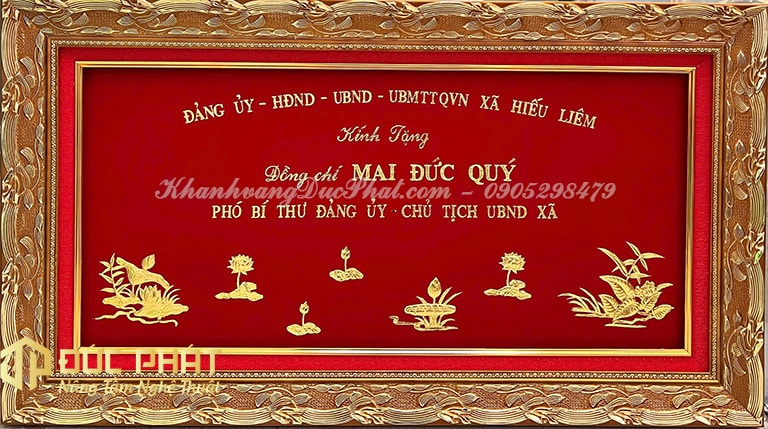 ĐẢNG ỦY - HĐND - UBND - UBMTTQVN XÃ HIẾU LIÊM
Kính Tặng
Đồng chí MAI ĐỨC QUÝ
KhanhvangDucPhat.com - 0905298479
PHÓ BÍ THƯ ĐẢNG ỦY - CHỦ TỊCH UBND XÃ
ĐỨC PHÁT
Nâng Tầm Nghệ Thuật